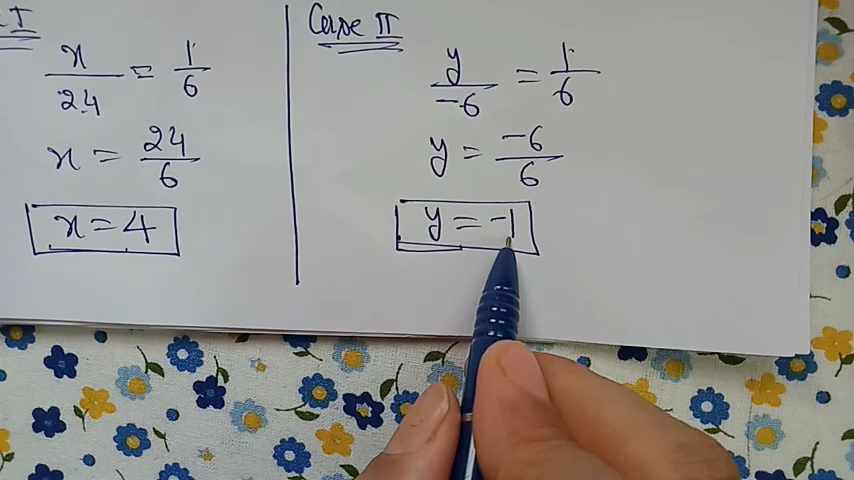 I
x/24 = 1/6
x = 24/6
x = 4
Case II
y/-6 = 1/6
y = -6/6
y = -1